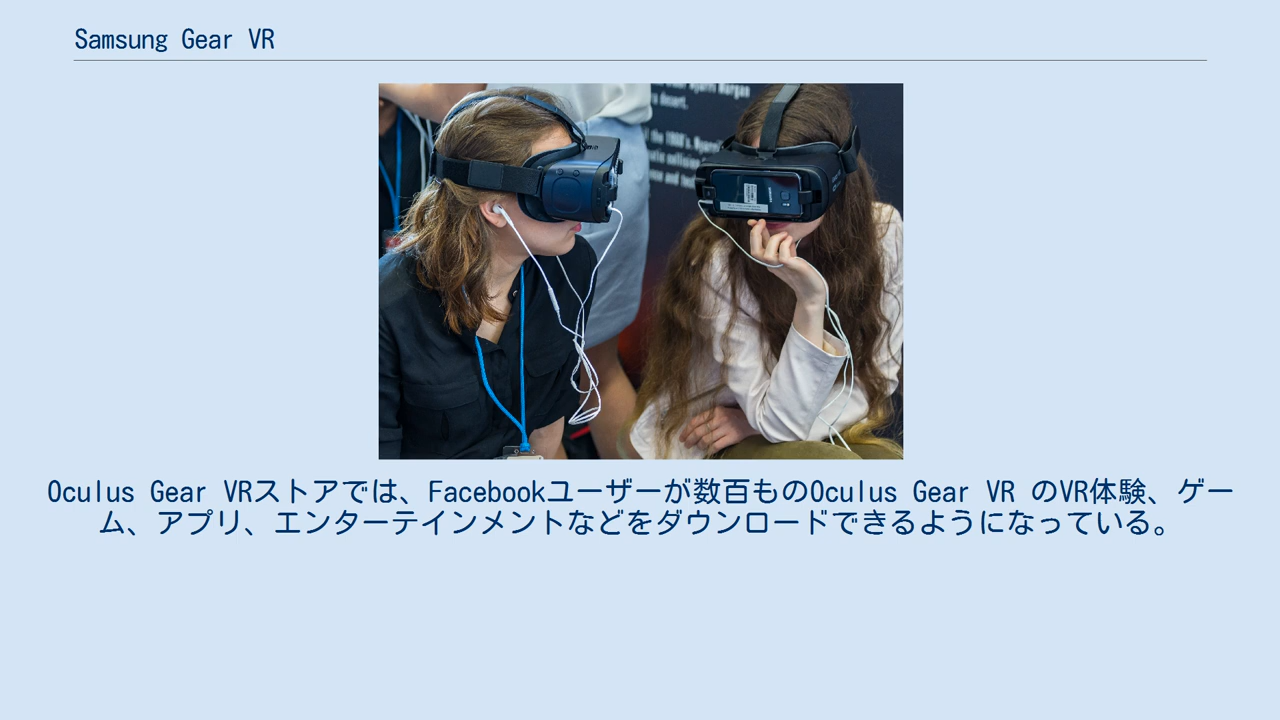 Samsung Gear VR
Morgan
desert.
the 1900's.
Oculus Gear VRストアでは、Facebookユーザーが数百ものOculus Gear VR のVR体験、ゲー
ム、アプリ、エンターテインメントなどをダウンロードできるようになっている。